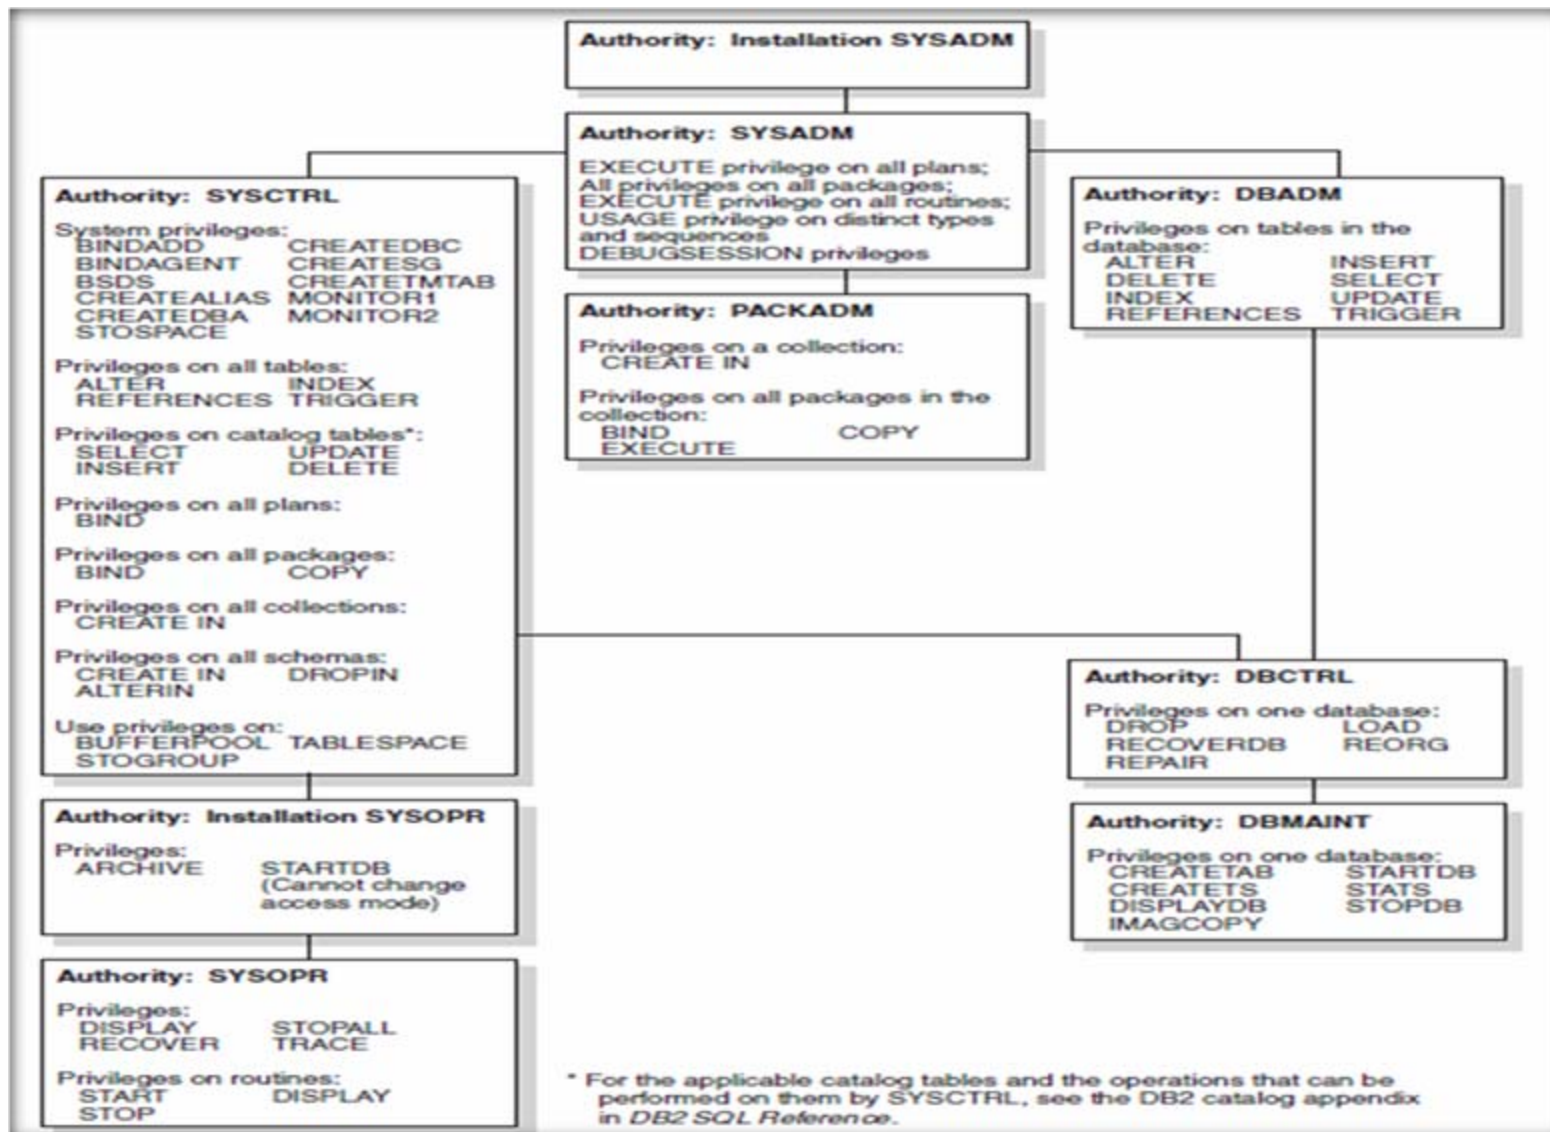 Authority: Installation SYSADM
Authority: SYSADM
EXECUTE privilege on all plans;
All privileges on all packages;
EXECUTE privilege on all routines;
USAGE privilege on distinct types
and sequences
DEBUGSESSION privileges
Authority: SYSCTRL
System privileges:
BINDADD CREATEDBC
BINDAGENT CREATESG
BSDS CREATETMTAB
CREATEALIAS MONITOR1
CREATEDBA MONITOR2
STOSPACE
Privileges on all tables:
ALTER INDEX
REFERENCES TRIGGER
Privileges on catalog tables*:
SELECT UPDATE
INSERT DELETE
Privileges on all plans:
BIND
Privileges on all packages:
BIND COPY
Privileges on all collections:
CREATE IN
Privileges on all schemas:
CREATE IN DROPIN
ALTERIN
Use privileges on:
BUFFERPOOL TABLESPACE
STOGROUP
Authority: DBADM
Privileges on tables in the
database:
ALTER INSERT
DELETE SELECT
INDEX UPDATE
REFERENCES TRIGGER
Authority: PACKADM
Privileges on a collection:
CREATE IN
Privileges on all packages in the
collection:
BIND COPY
EXECUTE
Authority: DBCTRL
Privileges on one database:
DROP LOAD
RECOVERDB REORG
REPAIR
Authority: Installation SYSOPR
Privileges:
ARCHIVE STARTDB
(Cannot change
access mode)
Authority: DBMAINT
Privileges on one database:
CREATETAB STARTDB
CREATETS STATS
DISPLAYDB STOPDB
IMAGCOPY
Authority: SYSOPR
Privileges:
DISPLAY STOPALL
RECOVER TRACE
Privileges on routines:
START DISPLAY
STOP
* For the applicable catalog tables and the operations that can be
performed on them by SYSCTRL, see the DB2 catalog appendix
in DB2 SQL Reference.